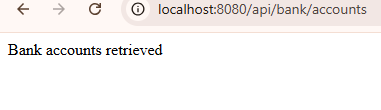 localhost:8080/api/bank/accounts
Bank accounts retrieved